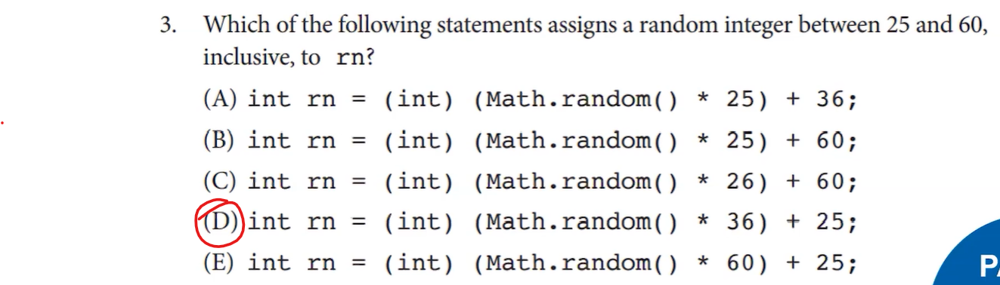 3. Which of the following statements assigns a random integer between 25 and 60,
inclusive, to rn?
(A) int rn = (int) (Math.random() * 25) + 36;
(B) int rn = (int) (Math.random() * 25) + 60;
(C) int rn = (int) (Math.random() * 26) + 60;
(D) int rn = (int) (Math.random() * 36) + 25;
(E) int rn = (int) (Math.random() * 60) + 25;